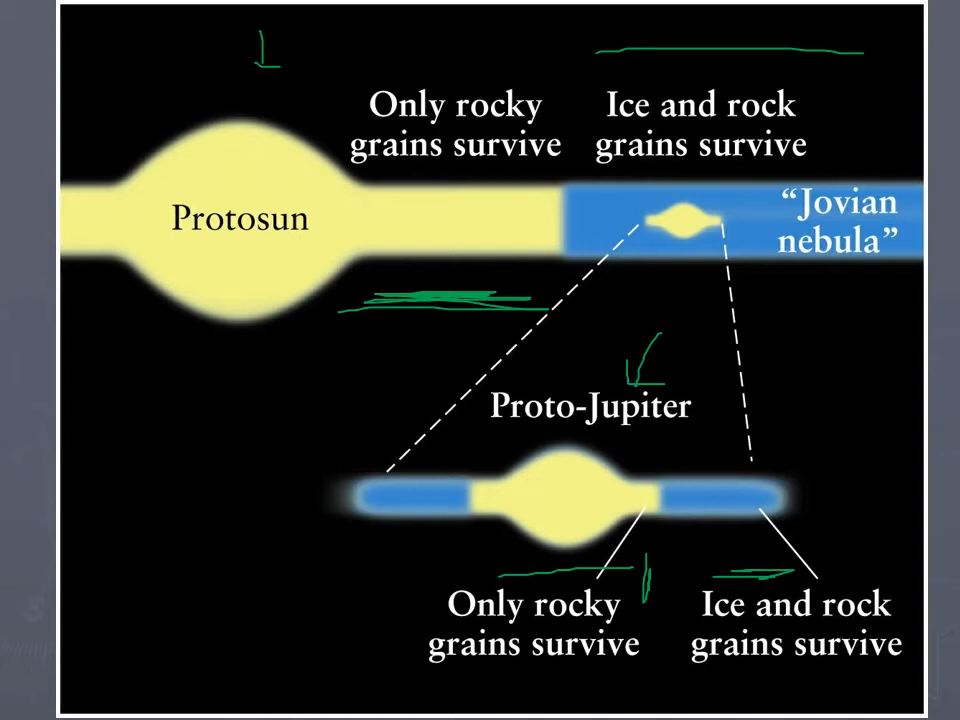 Only rocky
grains survive
Ice and rock
grains survive
Protosun
“Jovian
nebula”
Proto-Jupiter
Only rocky
grains survive
Ice and rock
grains survive